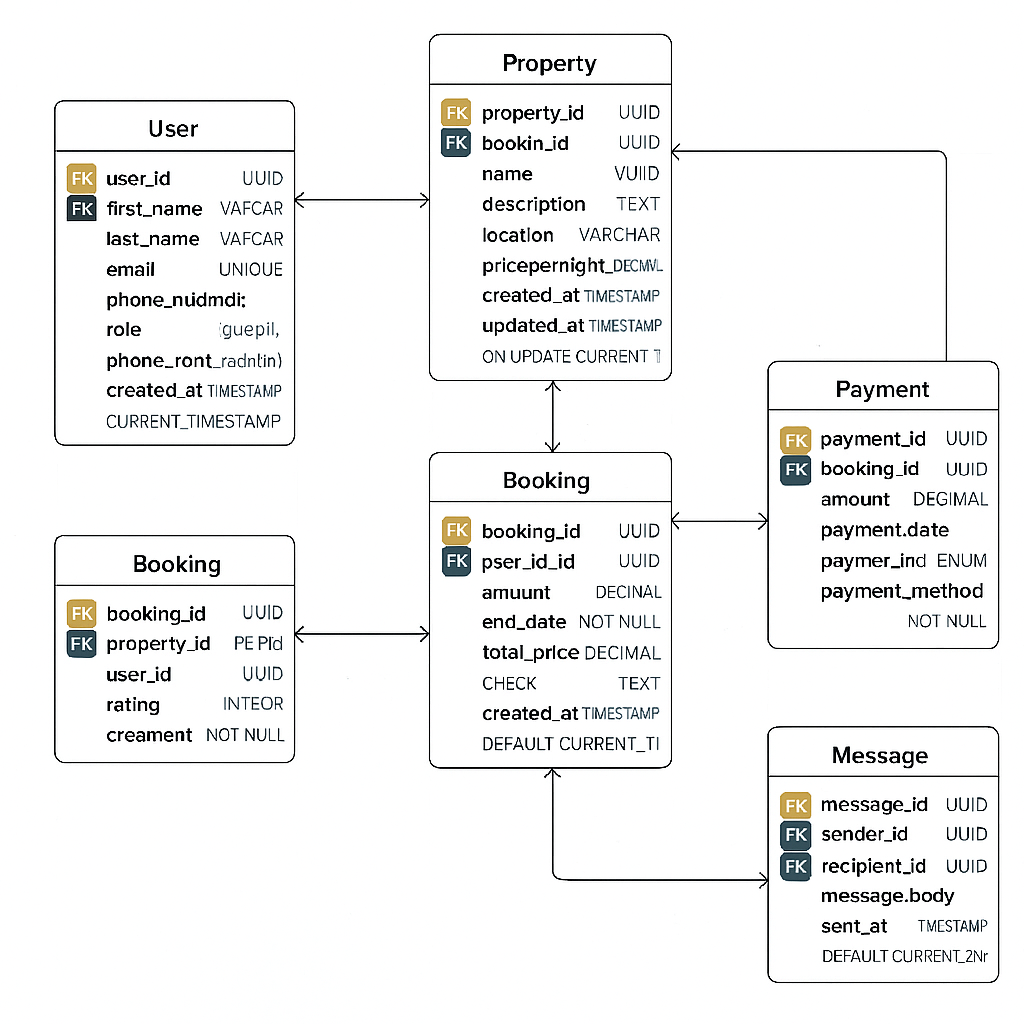 Property
FK property_id UUID
FK bookin_id UUID
name VUIID
description TEXT
location VARCHAR
pricepernight_DECMVL
created_at TIMESTAMP
updated_at TIMESTAMP
ON UPDATE CURRENT T
User
FK user_id UUID
FK first_name VAFCAR
last_name VAFCAR
email UNIOUE
phone_nuidmdi:
role (guepil,
phone_ront_radntin)
created_at TIMESTAMP
CURRENT_TIMESTAMP
Payment
FK payment_id UUID
FK booking_id UUID
amount DEGIMAL
payment.date
paymer_ind ENUM
payment_method
NOT NULL
Booking
FK booking_id UUID
FK pser_id_id UUID
amuunt DECINAL
end_date NOT NULL
total_price DECIMAL
CHECK TEXT
created_at TIMESTAMP
DEFAULT CURRENT_TI
Booking
FK booking_id UUID
FK property_id PE PId
user_id UUID
rating INTEOR
creament NOT NULL
Message
FK message_id UUID
FK sender_id UUID
FK recipient_id UUID
message.body
sent_at TMESTAMP
DEFAULT CURRENT_2Nr